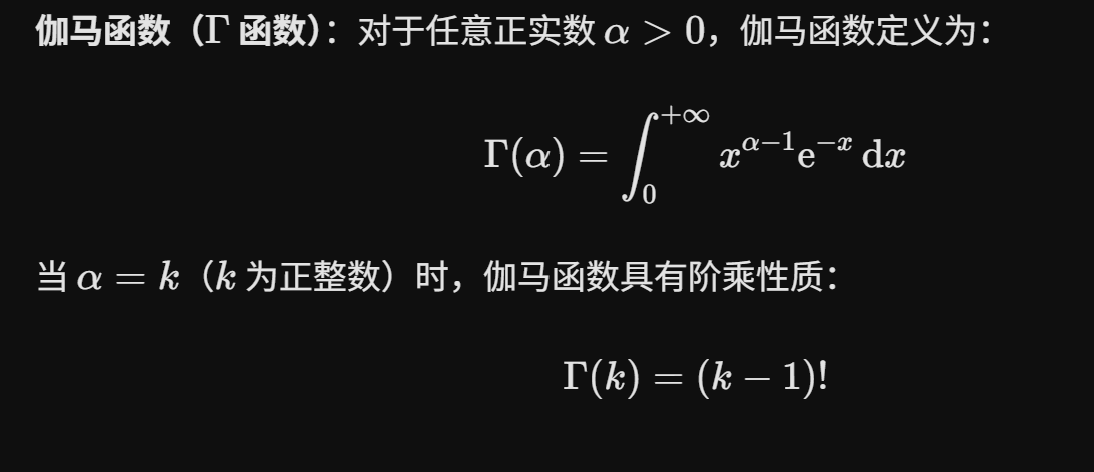 伽马函数（Γ 函数）：对于任意正实数 α > 0，伽马函数定义为：
Γ(α) = ∫₀^{+∞} x^{α−1} e^{−x} dx
当 α = k（k 为正整数）时，伽马函数具有阶乘性质：
Γ(k) = (k − 1)!